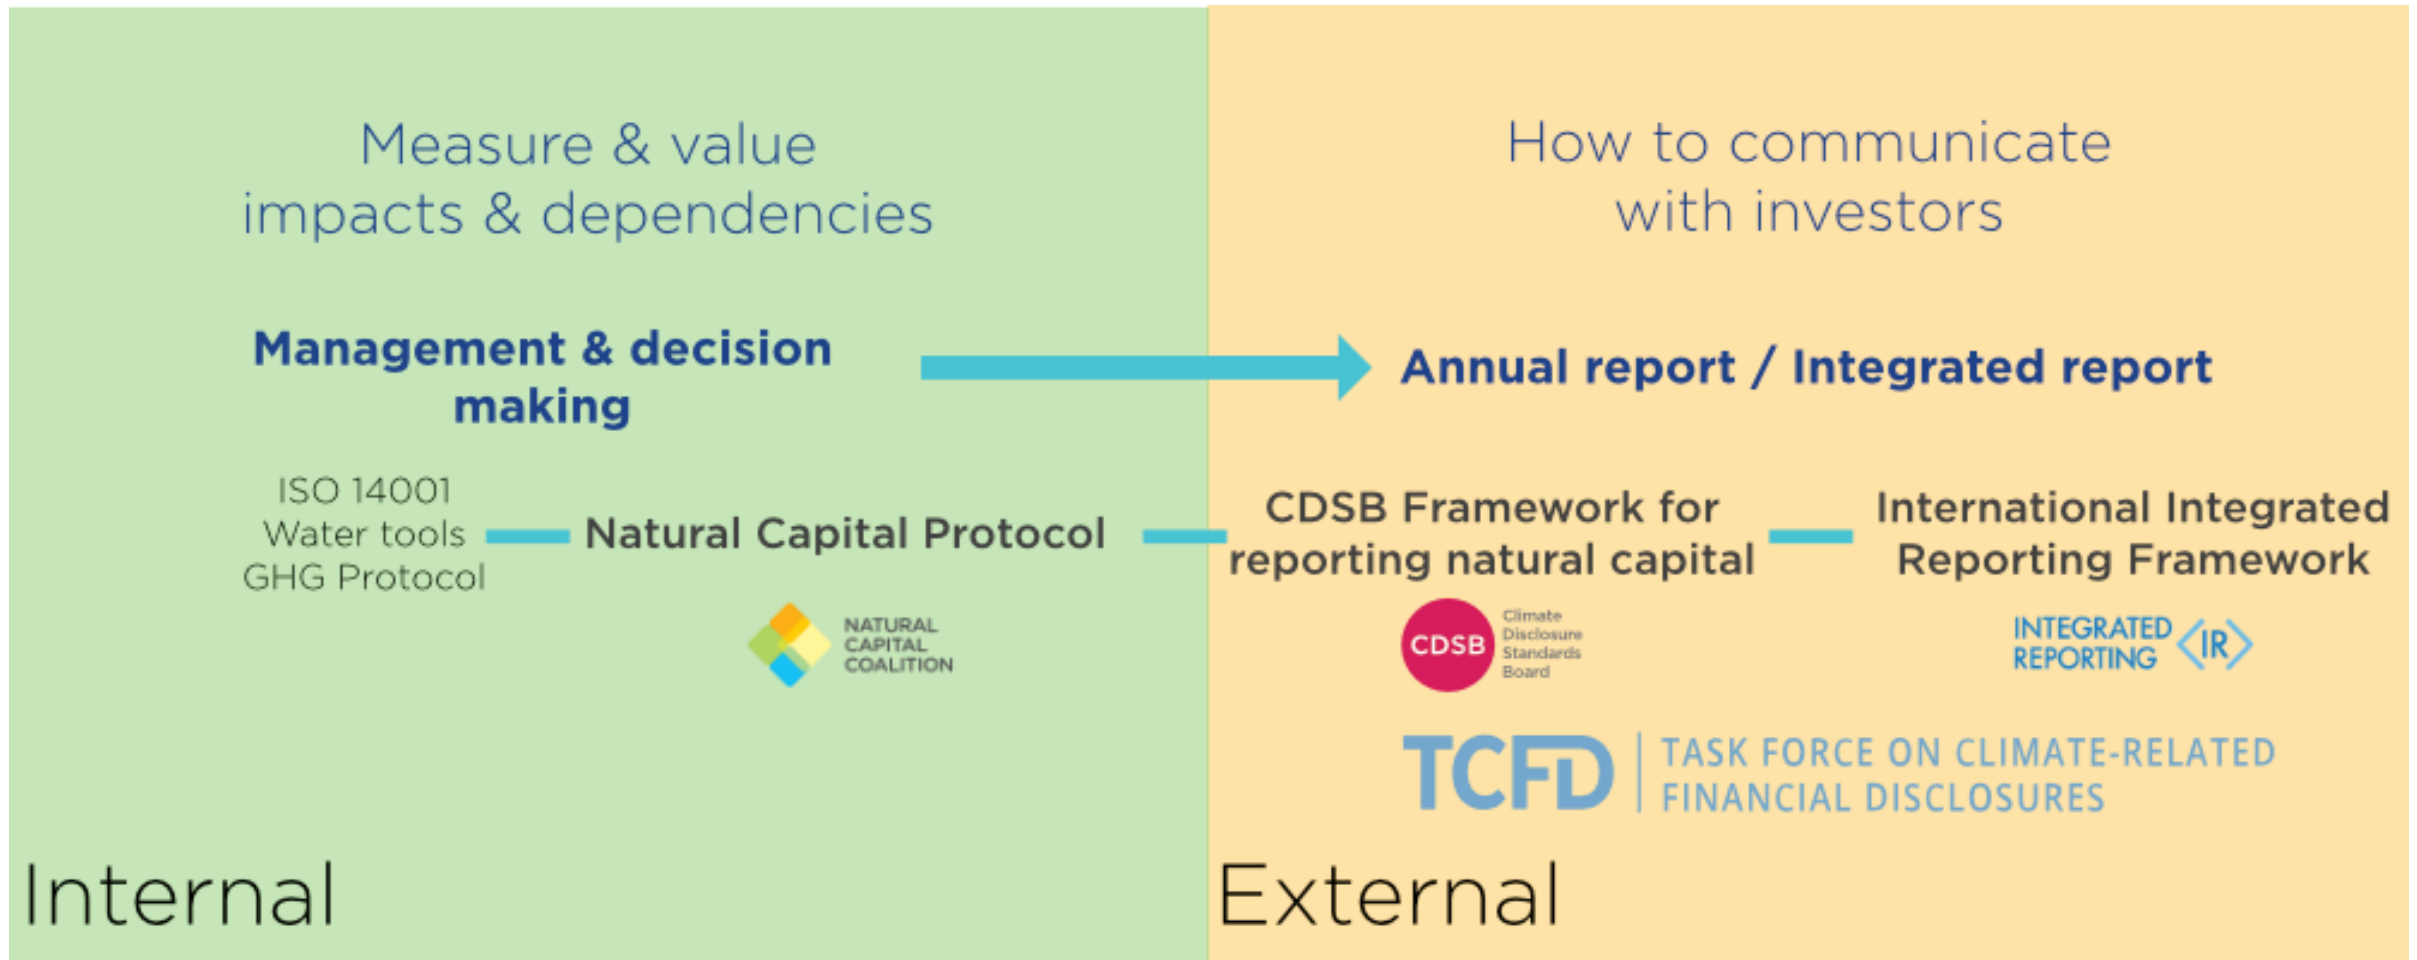 Measure & value
impacts & dependencies
Management & decision
making
ISO 14001
Water tools
GHG Protocol
Natural Capital Protocol
NATURAL
CAPITAL
COALITION
Internal
How to communicate
with investors
Annual report / Integrated report
CDSB Framework for
reporting natural capital
International Integrated
Reporting Framework
CDSB
Climate
Disclosure
Standards
Board
INTEGRATED
REPORTING
<IR>
TCFD
TASK FORCE ON CLIMATE-RELATED
FINANCIAL DISCLOSURES
External